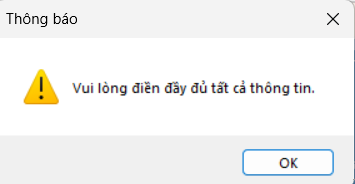 Thông báo
Vui lòng điền đầy đủ tất cả thông tin.
OK